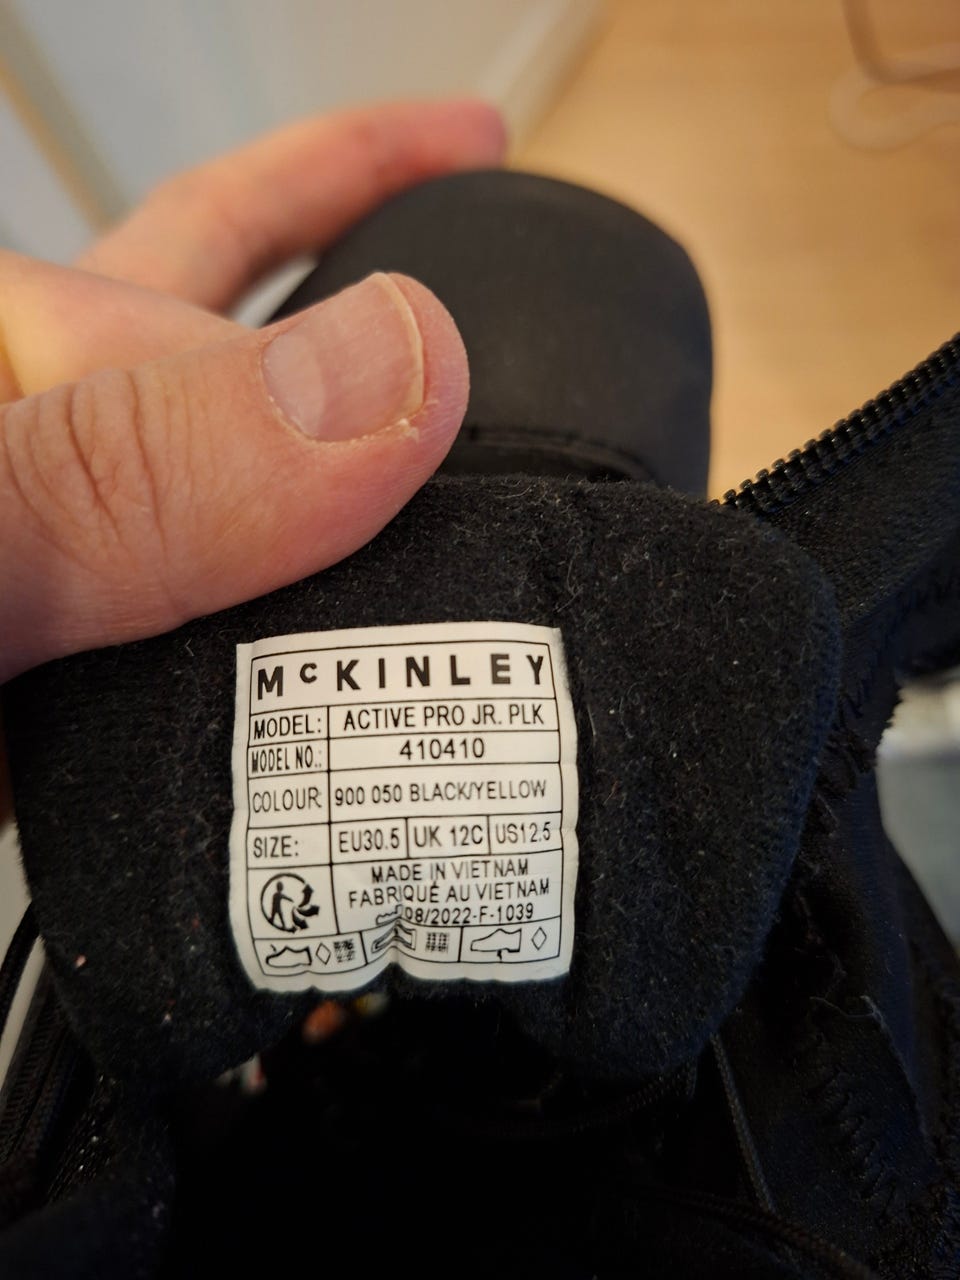 McKINLEY
MODEL: ACTIVE PRO JR. PLK
MODEL NO.: 410410
COLOUR: 900 050 BLACK/YELLOW
SIZE: EU30.5 UK 12C US12.5
MADE IN VIETNAM
FABRIQUÉ AU VIETNAM
08/2022-F-1039